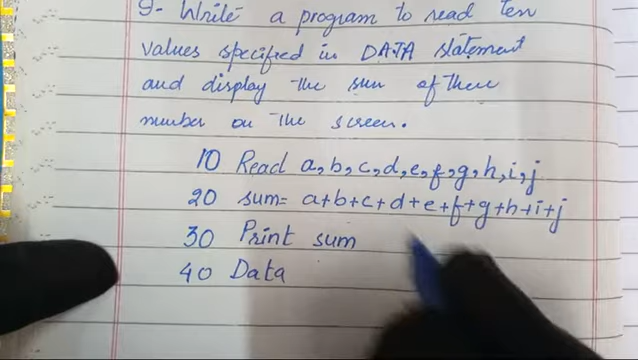 9- Write a program to read ten
values specified in DATA statement
and display the sum of these
number on the screen.
10 Read a,b,c,d,e,f,g,h,i,j
20 sum= a+b+c+d+e+f+g+h+i+j
30 Print sum
40 Data